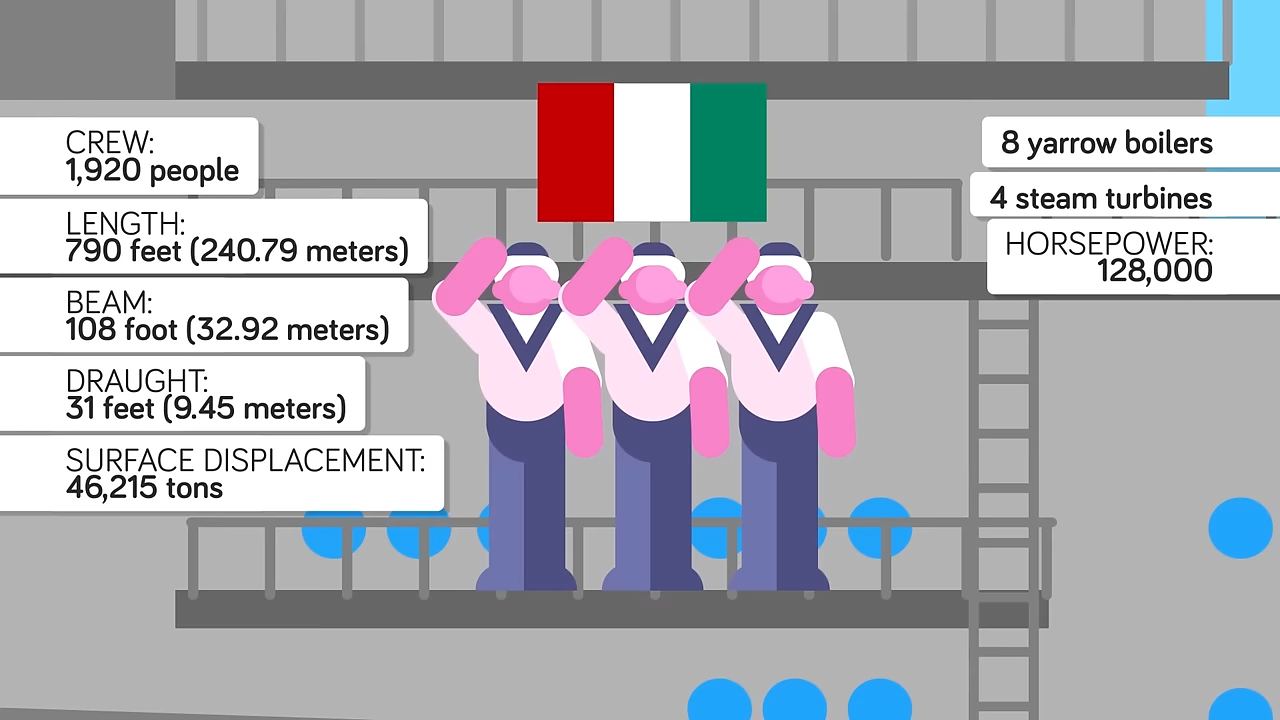 CREW:
1,920 people
LENGTH:
790 feet (240.79 meters)
BEAM:
108 foot (32.92 meters)
DRAUGHT:
31 feet (9.45 meters)
SURFACE DISPLACEMENT:
46,215 tons
8 yarrow boilers
4 steam turbines
HORSEPOWER:
128,000